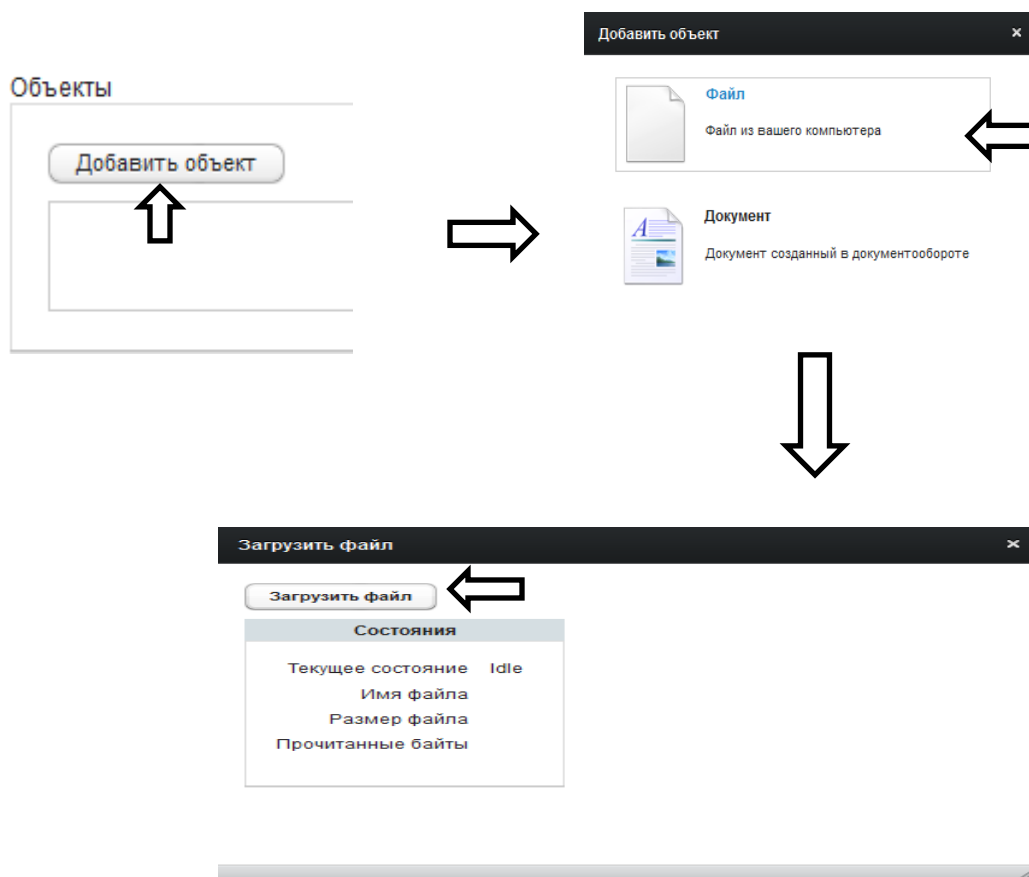 Объекты
Добавить объект
Добавить объект ×
Файл
Файл из вашего компьютера
Документ
Документ созданный в документообороте
Загрузить файл ×
Загрузить файл
Состояния
Текущее состояние Idle
Имя файла
Размер файла
Прочитанные байты